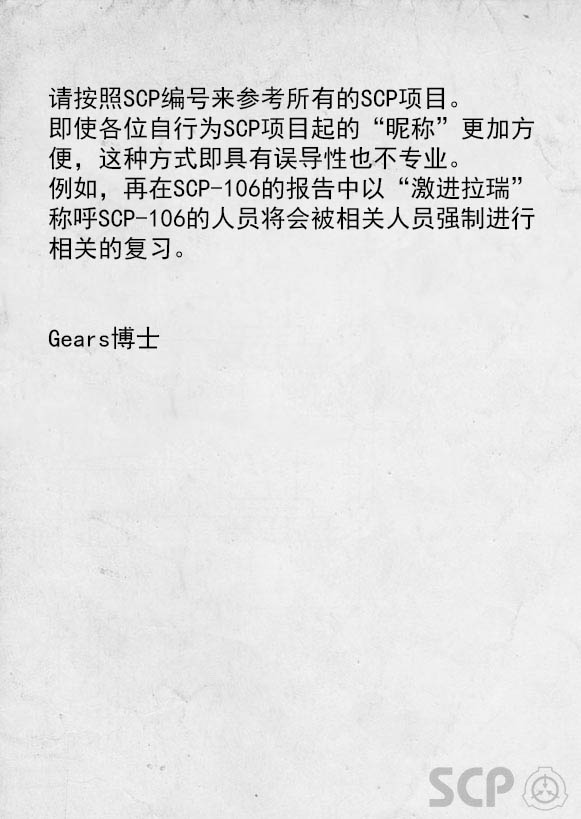 请按照SCP编号来参考所有的SCP项目。
即使各位自行为SCP项目起的“昵称”更加方
便，这种方式即具有误导性也不专业。
例如，再在SCP-106的报告中以“激进拉瑞”
称呼SCP-106的人员将会被相关人员强制进行
相关的复习。
Gears博士
SCP